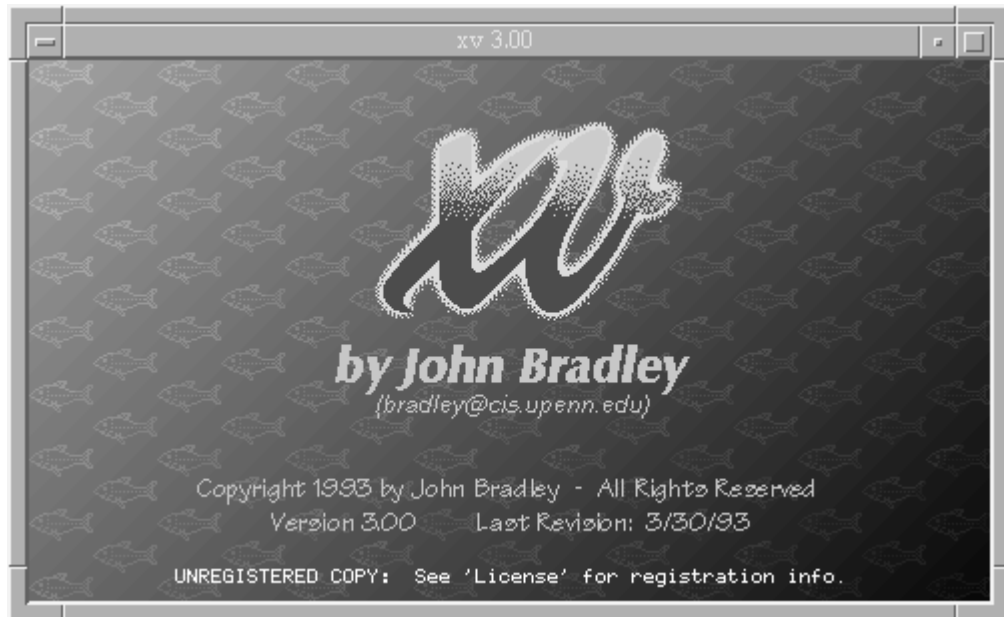 xv 3.00
xv
by John Bradley
(bradley@cis.upenn.edu)
Copyright 1993 by John Bradley - All Rights Reserved
Version 3.00 Last Revision: 3/30/93
UNREGISTERED COPY: See 'License' for registration info.